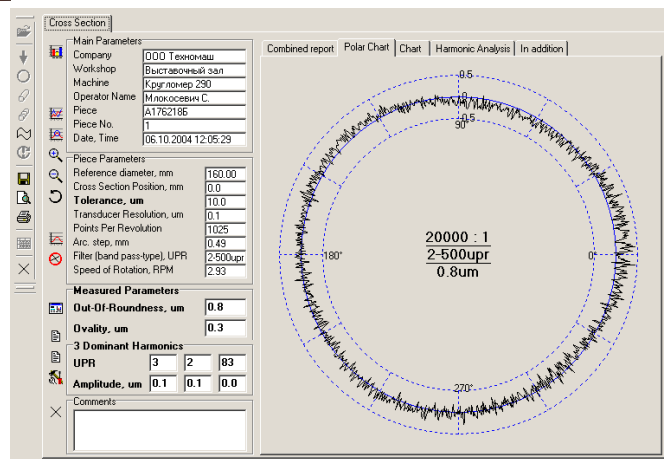 Cross Section
Main Parameters
Company ООО Техномаш
Workshop Выставочный зал
Machine Кругломер 290
Operator Name Млокосевич С.
Piece А176218Б
Piece No. 1
Date, Time 06.10.2004 12:05:29
Piece Parameters
Reference diameter, mm 160.00
Cross Section Position, mm 0.0
Tolerance, um 10.0
Transducer Resolution, um 0.1
Points Per Revolution 1025
Arc. step, mm 0.49
Filter (band pass-type), UPR 2-500upr
Speed of Rotation, RPM 2.93
Measured Parameters
Out-Of-Roundness, um 0.8
Ovality, um 0.3
3 Dominant Harmonics
UPR 3 2 83
Amplitude, um 0.1 0.1 0.0
Comments
Combined report Polar Chart Chart Harmonic Analysis In addition
0.5
0
-0.5
90°
180°
0°
20000 : 1
2-500upr
0.8um
270°